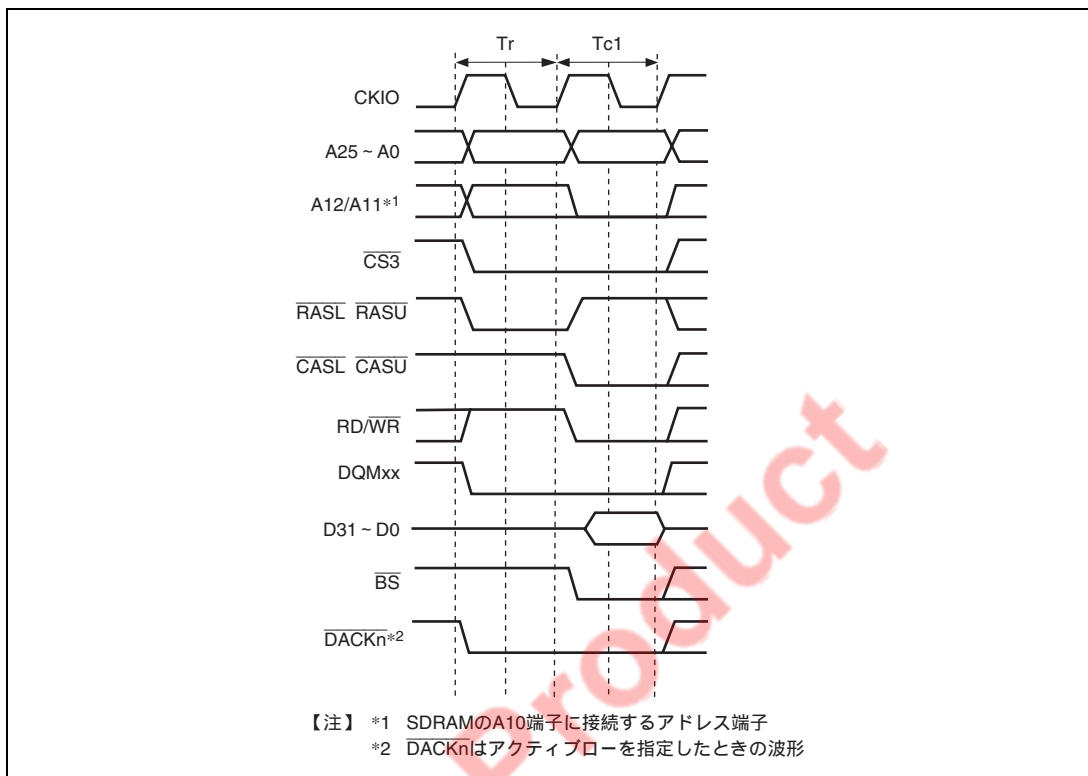 Tr Tc1
CKIO
A25 ~ A0
A12/A11*1
CS3
RASL RASU
CASL CASU
RD/WR
DQMxx
D31 ~ D0
BS
DACKn*2
【注】 *1 SDRAMのA10端子に接続するアドレス端子
*2 DACKnはアクティブローを指定したときの波形
Product